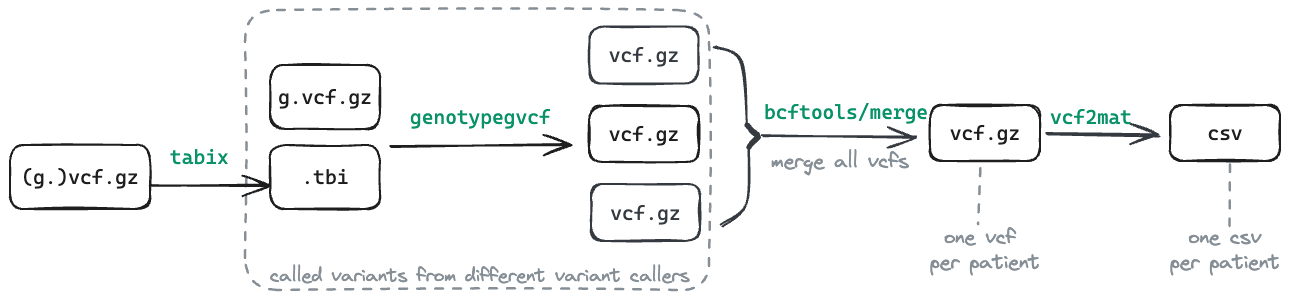 (g.)vcf.gz
tabix
g.vcf.gz
.tbi
genotypegvcf
vcf.gz
vcf.gz
vcf.gz
called variants from different variant callers
bcftools/merge
merge all vcfs
vcf.gz
one vcf
per patient
vcf2mat
csv
one csv
per patient